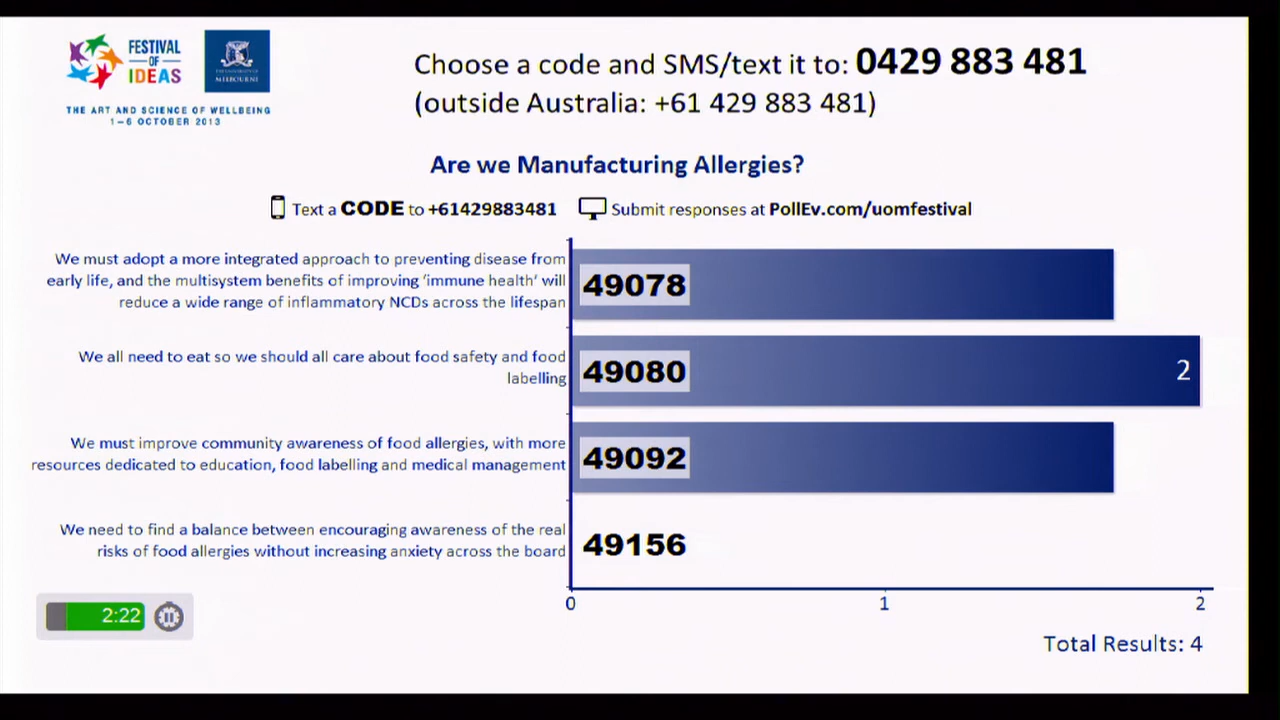 FESTIVAL
OF
IDEAS
THE UNIVERSITY OF
MELBOURNE
THE ART AND SCIENCE OF WELLBEING
1–6 OCTOBER 2013
Choose a code and SMS/text it to: 0429 883 481
(outside Australia: +61 429 883 481)
Are we Manufacturing Allergies?
Text a CODE to +61429883481 Submit responses at PollEv.com/uomfestival
We must adopt a more integrated approach to preventing disease from
early life, and the multisystem benefits of improving ‘immune health’ will
reduce a wide range of inflammatory NCDs across the lifespan
49078
We all need to eat so we should all care about food safety and food
labelling
49080
2
We must improve community awareness of food allergies, with more
resources dedicated to education, food labelling and medical management
49092
We need to find a balance between encouraging awareness of the real
risks of food allergies without increasing anxiety across the board
49156
0 1 2
2:22
Total Results: 4